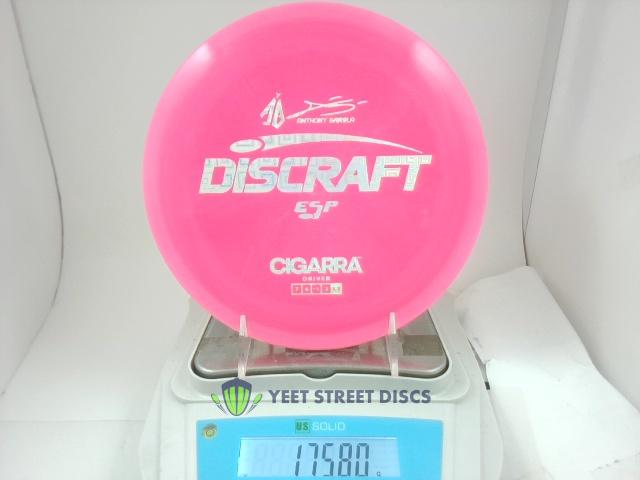 ANTHONY BARELA
DISCRAFT
ESP
CIGARRA
DRIVER
YEET STREET DISCS
US SOLID
175.80 g